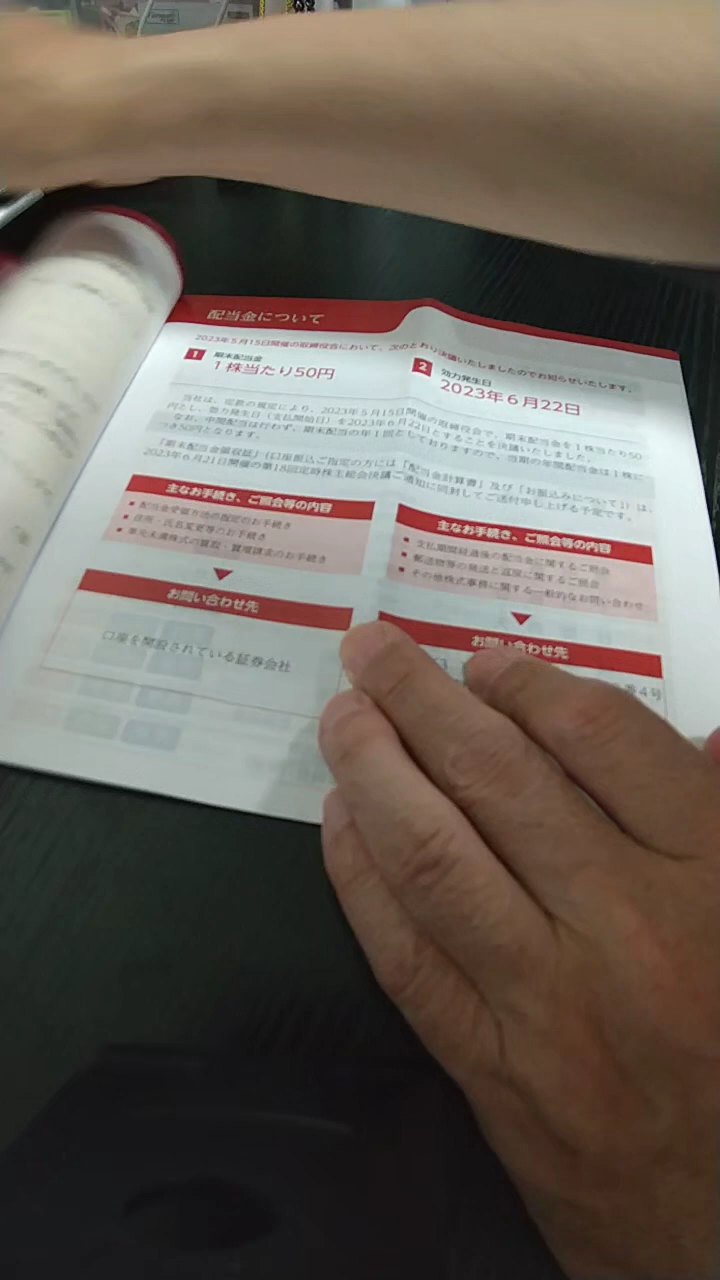 配当金について
2023年5月15日開催の取締役会において、次のとおり決議いたしましたのでお知らせいたします。
1 期末配当金
1株当たり50円
2 効力発生日
2023年6月22日
当社は、定款の規定により、2023年5月15日開催の取締役会で、期末配当金を1株当たり50
円とし、効力発生日（支払開始日）を2023年6月22日とすることを決議いたしました。
なお、中間配当は行わず、期末配当の年1回としておりますので、当期の年間配当金は1株に
つき50円となります。
「期末配当金領収証」（口座振込ご指定の方には「配当金計算書」及び「お振込みについて」）は、
2023年6月21日開催の第18回定時株主総会決議ご通知に同封してご送付申し上げる予定です。
主なお手続き、ご照会等の内容
■ 配当金受領方法の指定のお手続き
■ 住所・氏名変更等のお手続き
■ 単元未満株式の買取・買増請求のお手続き
お問い合わせ先
口座を開設されている証券会社
主なお手続き、ご照会等の内容
■ 支払期間経過後の配当金に関するご照会
■ 郵送物等の発送と返戻に関するご照会
■ その他株式事務に関する一般的なお問い合わせ
お問い合わせ先
番4号